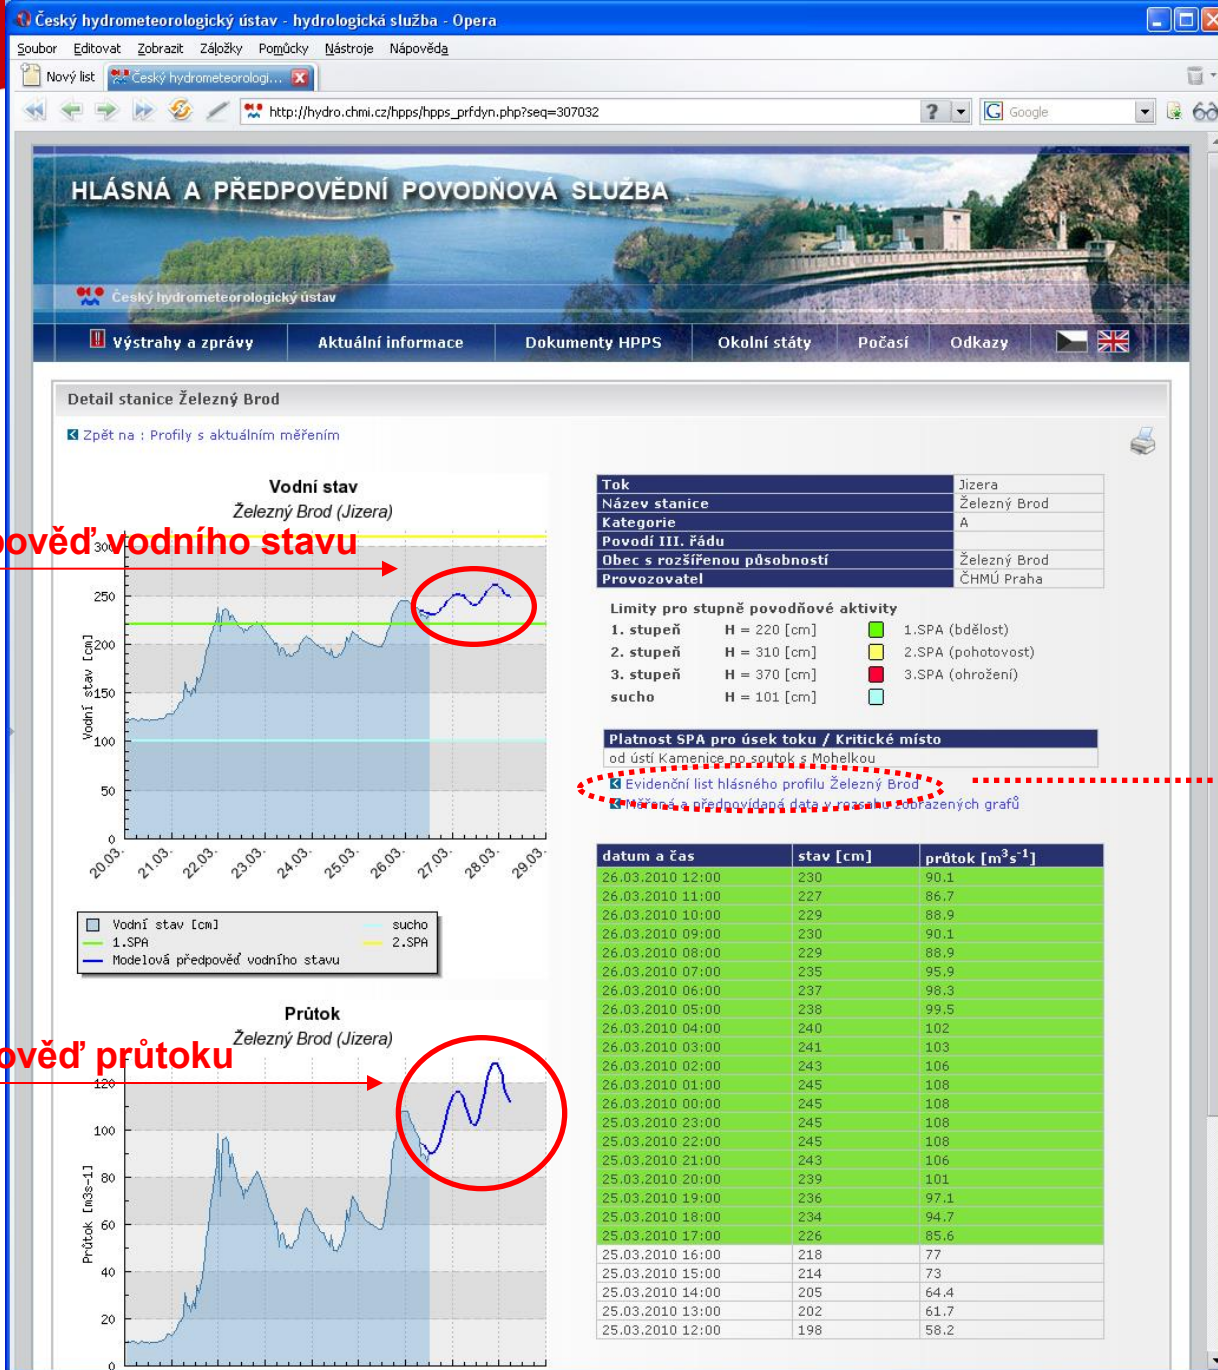 Český hydrometeorologický ústav - hydrologická služba - Opera
Soubor Editovat Zobrazit Záložky Pomůcky Nástroje Nápověda
Nový list Český hydrometeorologi...
http://hydro.chmi.cz/hpps/hpps_prfdyn.php?seq=307032 ? Google
HLÁSNÁ A PŘEDPOVĚDNÍ POVODŇOVÁ SLUŽBA
Český hydrometeorologický ústav
Výstrahy a zprávy Aktuální informace Dokumenty HPPS Okolní státy Počasí Odkazy
Detail stanice Železný Brod
Zpět na : Profily s aktuálním měřením
Vodní stav
Železný Brod (Jizera)
pověď vodního stavu
300
250
200
150
100
50
0
Vodní stav [cm]
20.03. 21.03. 22.03. 23.03. 24.03. 25.03. 26.03. 27.03. 28.03. 29.03.
Vodní stav [cm] sucho
1.SPA 2.SPA
Modelová předpověď vodního stavu
Průtok
Železný Brod (Jizera)
ověď průtoku
120
100
80
60
40
20
0
Průtok [m3s-1]
Tok Jizera
Název stanice Železný Brod
Kategorie A
Povodí III. řádu
Obec s rozšířenou působností Železný Brod
Provozovatel ČHMÚ Praha
Limity pro stupně povodňové aktivity
1. stupeň H = 220 [cm] 1.SPA (bdělost)
2. stupeň H = 310 [cm] 2.SPA (pohotovost)
3. stupeň H = 370 [cm] 3.SPA (ohrožení)
sucho H = 101 [cm]
Platnost SPA pro úsek toku / Kritické místo
od ústí Kamenice po soutok s Mohelkou
Evidenční list hlásného profilu Železný Brod
Měřená a předpovídaná data v rozsahu zobrazených grafů
datum a čas stav [cm] průtok [m³s⁻¹]
26.03.2010 12:00 230 90.1
26.03.2010 11:00 227 86.7
26.03.2010 10:00 229 88.9
26.03.2010 09:00 230 90.1
26.03.2010 08:00 229 88.9
26.03.2010 07:00 235 95.9
26.03.2010 06:00 237 98.3
26.03.2010 05:00 238 99.5
26.03.2010 04:00 240 102
26.03.2010 03:00 241 103
26.03.2010 02:00 243 106
26.03.2010 01:00 245 108
26.03.2010 00:00 245 108
25.03.2010 23:00 245 108
25.03.2010 22:00 245 108
25.03.2010 21:00 243 106
25.03.2010 20:00 239 101
25.03.2010 19:00 236 97.1
25.03.2010 18:00 234 94.7
25.03.2010 17:00 226 85.6
25.03.2010 16:00 218 77
25.03.2010 15:00 214 73
25.03.2010 14:00 205 64.4
25.03.2010 13:00 202 61.7
25.03.2010 12:00 198 58.2